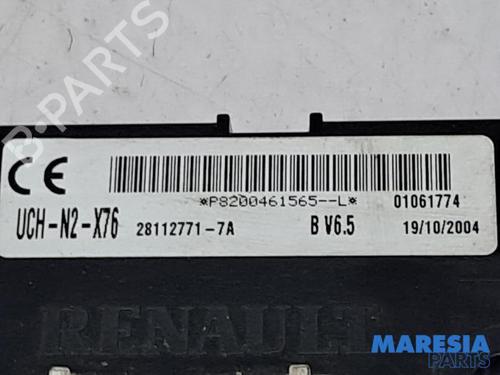 CE
*P8200461565--L*
01061774
UCH-N2-X76
28112771-7A
B V6.5
19/10/2004
RENAULT
B-PARTS
MARESIA
PARTS